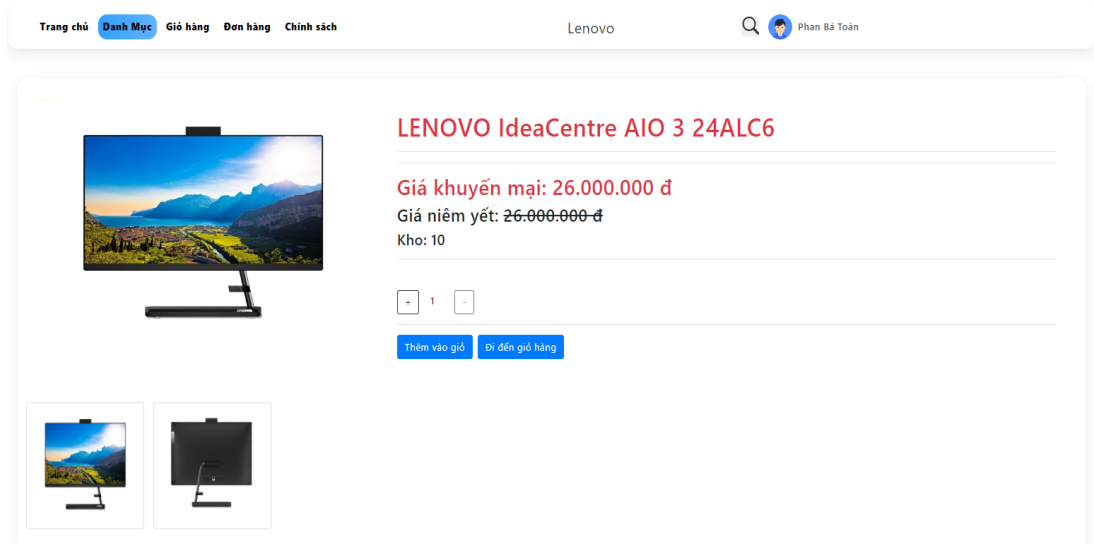 Trang chủ Danh Mục Giỏ hàng Đơn hàng Chính sách Lenovo Phan Bá Toàn
LENOVO IdeaCentre AIO 3 24ALC6
Giá khuyến mại: 26.000.000 đ
Giá niêm yết: 26.000.000 đ
Kho: 10
+ 1 -
Thêm vào giỏ Đi đến giỏ hàng